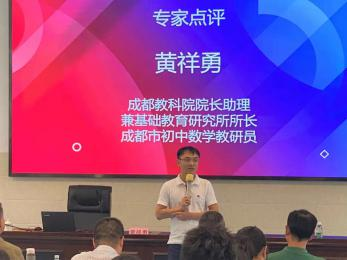 专家点评
黄祥勇
成都教科院院长助理
兼基础教育研究所所长
成都市初中数学教研员